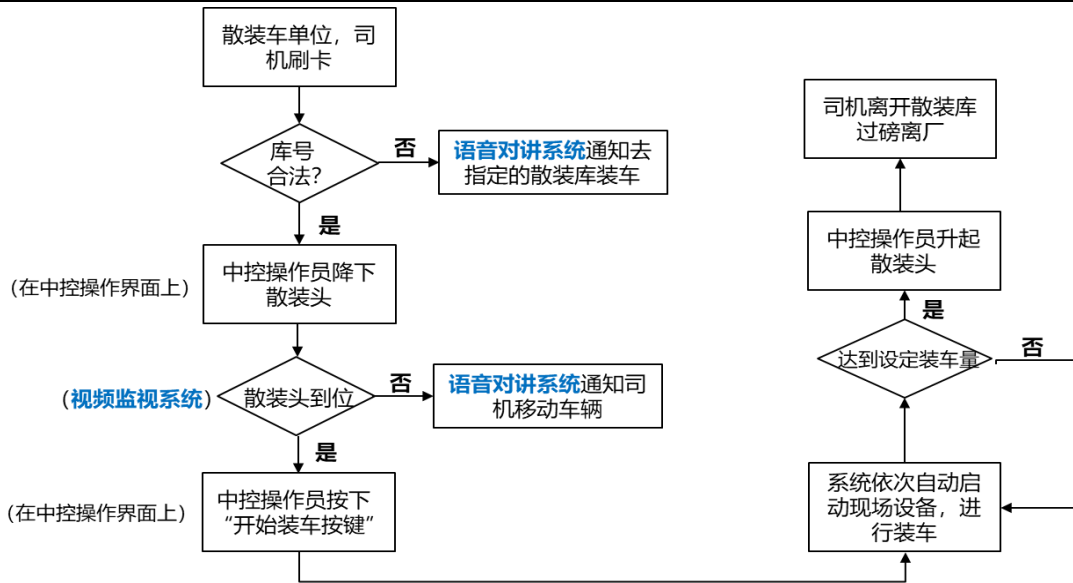 散装车单位，司
机刷卡
库号
合法？
否
语音对讲系统通知去
指定的散装库装车
是
（在中控操作界面上）
中控操作员降下
散装头
（视频监视系统）
散装头到位
否
语音对讲系统通知司
机移动车辆
是
（在中控操作界面上）
中控操作员按下
“开始装车按键”
系统依次自动启
动现场设备，进
行装车
达到设定装车量
否
是
中控操作员升起
散装头
司机离开散装库
过磅离厂